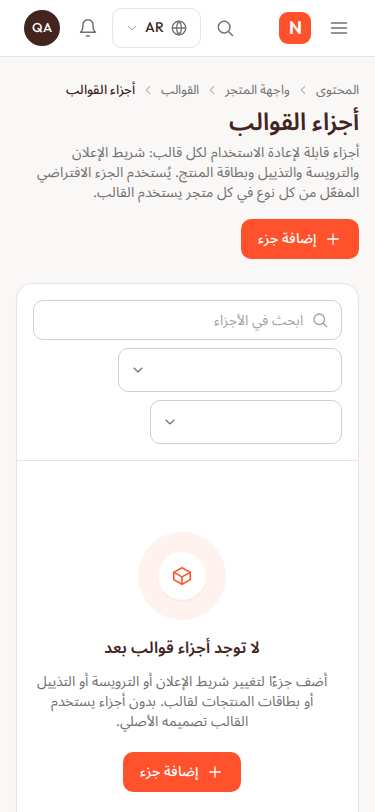 N
AR
QA
المحتوى
واجهة المتجر
القوالب
أجزاء القوالب
أجزاء القوالب
أجزاء قابلة لإعادة الاستخدام لكل قالب: شريط الإعلان
والترويسة والتذييل وبطاقة المنتج. يُستخدم الجزء الافتراضي
المفعّل من كل نوع في كل متجر يستخدم القالب.
إضافة جزء
ابحث في الأجزاء
لا توجد أجزاء قوالب بعد
أضف جزءًا لتغيير شريط الإعلان أو الترويسة أو التذييل
أو بطاقات المنتجات لقالب. بدون أجزاء يستخدم
القالب تصميمه الأصلي.
إضافة جزء